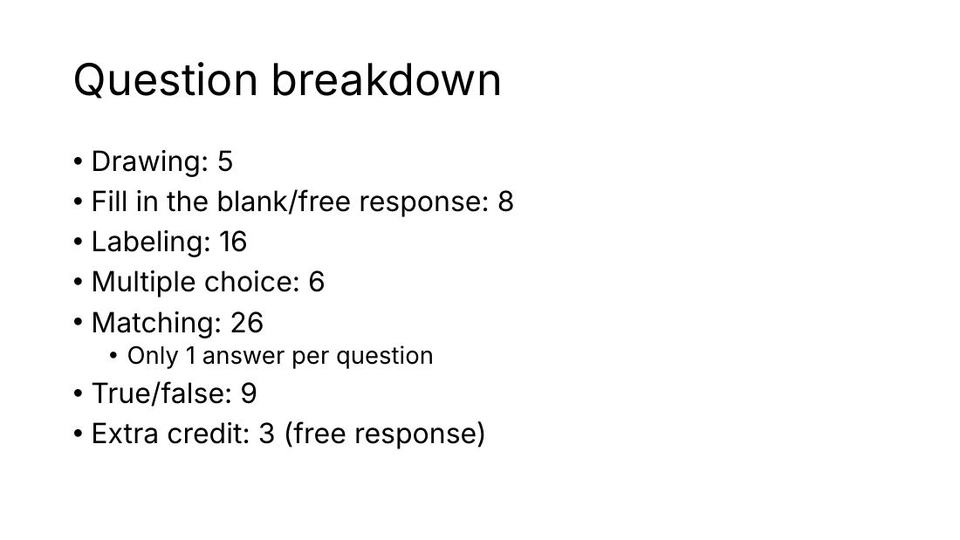 Question breakdown
• Drawing: 5
• Fill in the blank/free response: 8
• Labeling: 16
• Multiple choice: 6
• Matching: 26
• Only 1 answer per question
• True/false: 9
• Extra credit: 3 (free response)